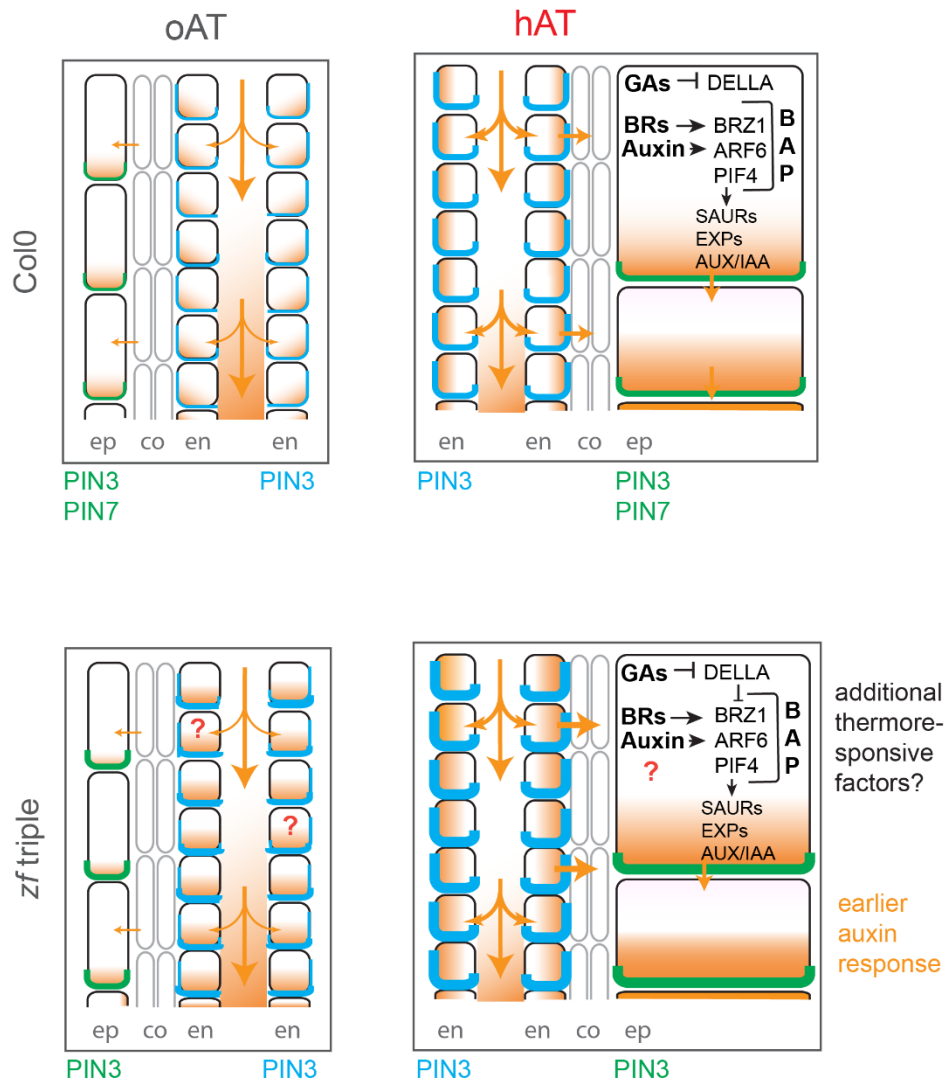 oAT
hAT
Col0
GAs DELLA
BRs BRZ1 B
Auxin ARF6 A
PIF4 P
SAURs
EXPs
AUX/IAA
ep co en en
en en co ep
PIN3 PIN3
PIN7
PIN3 PIN3
PIN7
zf triple
?
?
GAs DELLA
BRs BRZ1 B
Auxin ARF6 A
? PIF4 P
SAURs
EXPs
AUX/IAA
additional
thermore-
sponsive
factors?
earlier
auxin
response
ep co en en
en en co ep
PIN3 PIN3
PIN3 PIN3